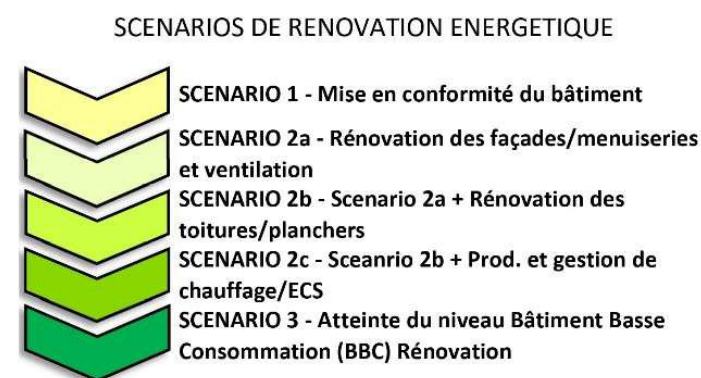 SCENARIOS DE RENOVATION ENERGETIQUE
SCENARIO 1 - Mise en conformité du bâtiment
SCENARIO 2a - Rénovation des façades/menuiseries
et ventilation
SCENARIO 2b - Scenario 2a + Rénovation des
toitures/planchers
SCENARIO 2c - Sceanrio 2b + Prod. et gestion de
chauffage/ECS
SCENARIO 3 - Atteinte du niveau Bâtiment Basse
Consommation (BBC) Rénovation